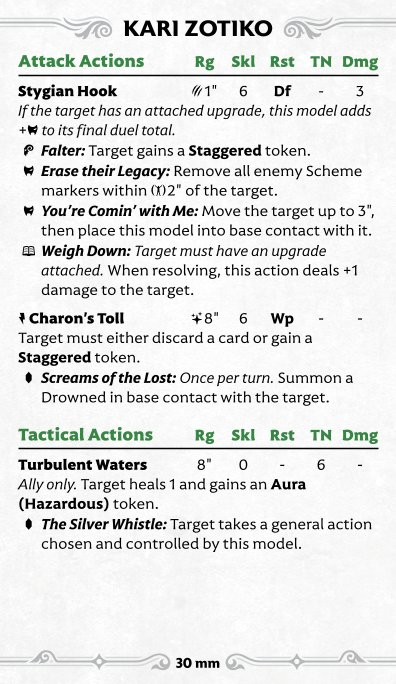 KARI ZOTIKO
Attack Actions Rg Skl Rst TN Dmg
Stygian Hook 1" 6 Df - 3
If the target has an attached upgrade, this model adds
+ to its final duel total.
Falter: Target gains a Staggered token.
Erase their Legacy: Remove all enemy Scheme
markers within 2" of the target.
You're Comin' with Me: Move the target up to 3",
then place this model into base contact with it.
Weigh Down: Target must have an upgrade
attached. When resolving, this action deals +1
damage to the target.
Charon's Toll 8" 6 Wp - -
Target must either discard a card or gain a
Staggered token.
Screams of the Lost: Once per turn. Summon a
Drowned in base contact with the target.
Tactical Actions Rg Skl Rst TN Dmg
Turbulent Waters 8" 0 - 6 -
Ally only. Target heals 1 and gains an Aura
(Hazardous) token.
The Silver Whistle: Target takes a general action
chosen and controlled by this model.
30 mm